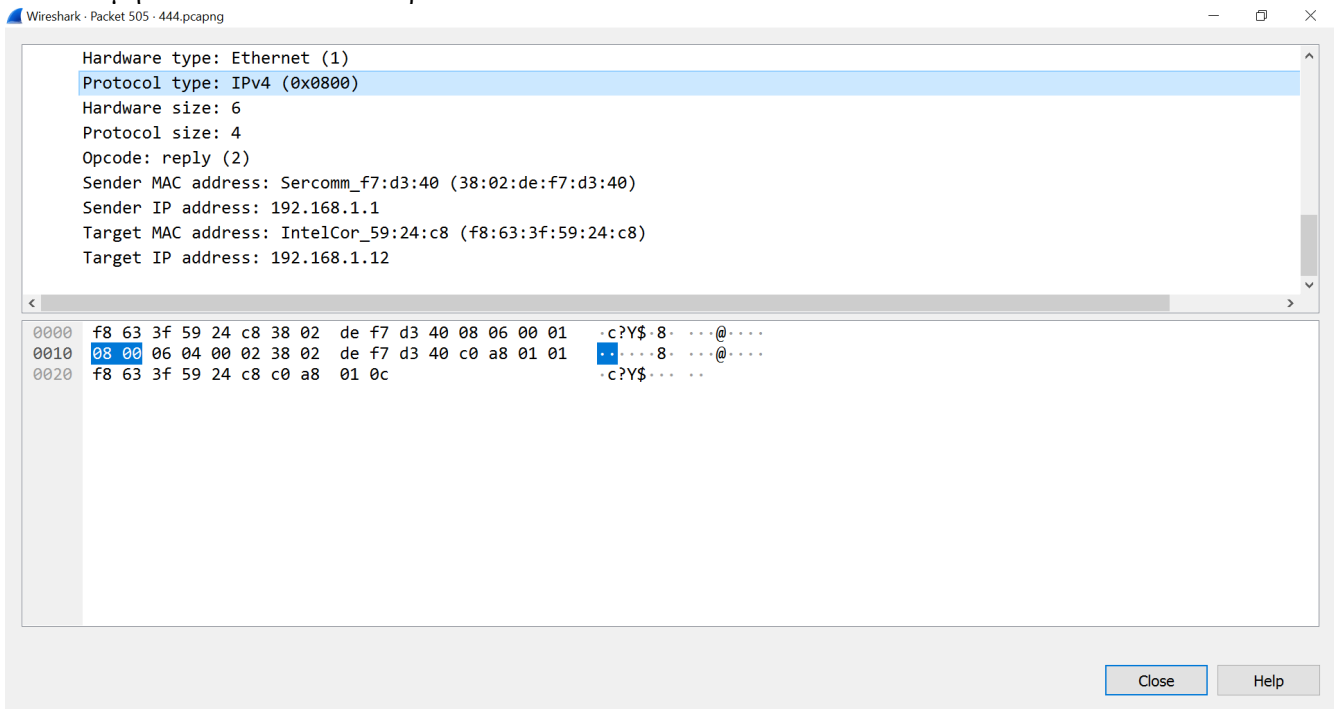 Wireshark · Packet 505 · 444.pcapng
Hardware type: Ethernet (1)
Protocol type: IPv4 (0x0800)
Hardware size: 6
Protocol size: 4
Opcode: reply (2)
Sender MAC address: Sercomm_f7:d3:40 (38:02:de:f7:d3:40)
Sender IP address: 192.168.1.1
Target MAC address: IntelCor_59:24:c8 (f8:63:3f:59:24:c8)
Target IP address: 192.168.1.12
0000 f8 63 3f 59 24 c8 38 02 de f7 d3 40 08 06 00 01 ·c?Y$·8· ···@····
0010 08 00 06 04 00 02 38 02 de f7 d3 40 c0 a8 01 01 ······8· ···@····
0020 f8 63 3f 59 24 c8 c0 a8 01 0c ·c?Y$··· ··
Close Help